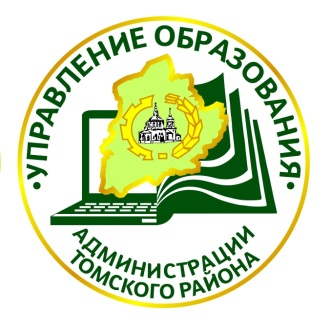 •УПРАВЛЕНИЕ ОБРАЗОВАНИЯ•
АДМИНИСТРАЦИИ
ТОМСКОГО РАЙОНА